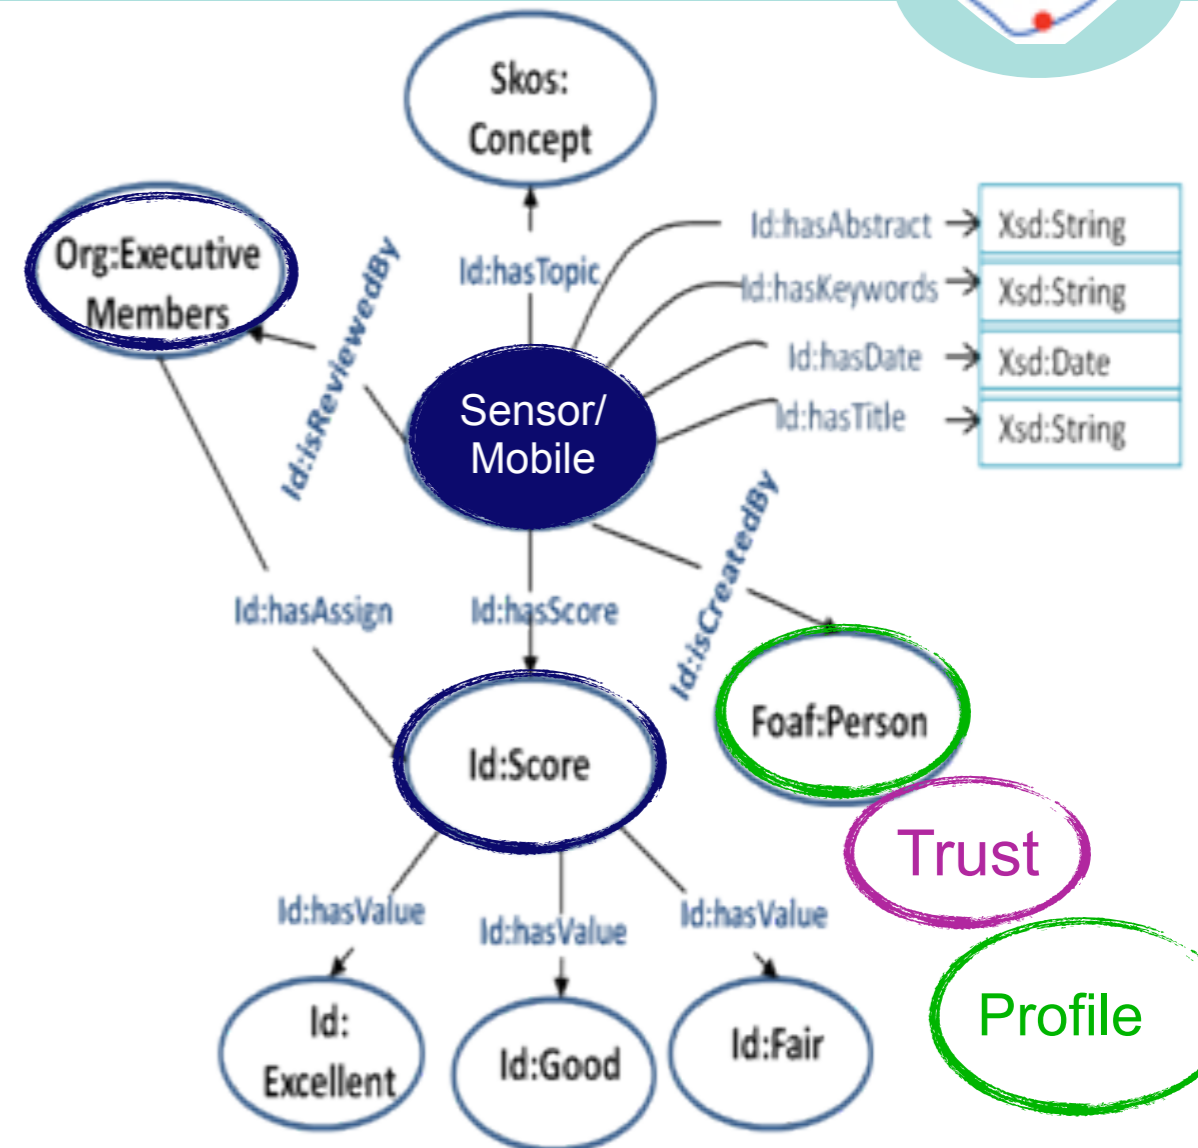 Skos:
Concept
Org:Executive
Members
Id:isReviewedBy
Id:hasTopic
Id:hasAbstract
Xsd:String
Id:hasKeywords
Xsd:String
Id:hasDate
Xsd:Date
Id:hasTitle
Xsd:String
Sensor/
Mobile
Id:isCreatedBy
Id:hasAssign
Id:hasScore
Id:Score
Foaf:Person
Trust
Profile
Id:hasValue
Id:hasValue
Id:hasValue
Id:
Excellent
Id:Good
Id:Fair